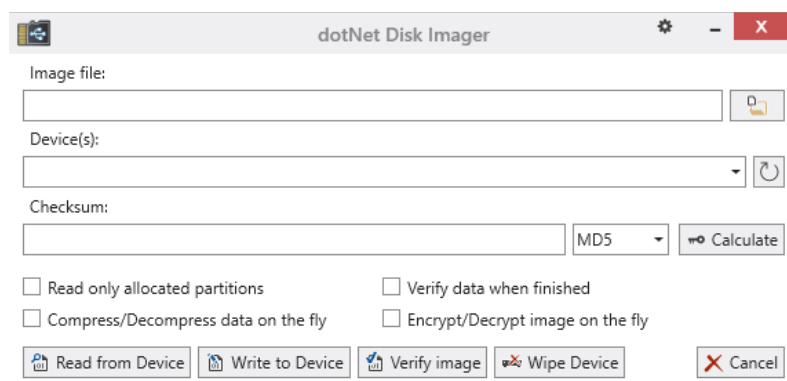 dotNet Disk Imager
Image file:
Device(s):
Checksum:
MD5 Calculate
Read only allocated partitions Verify data when finished
Compress/Decompress data on the fly Encrypt/Decrypt image on the fly
Read from Device Write to Device Verify image Wipe Device Cancel